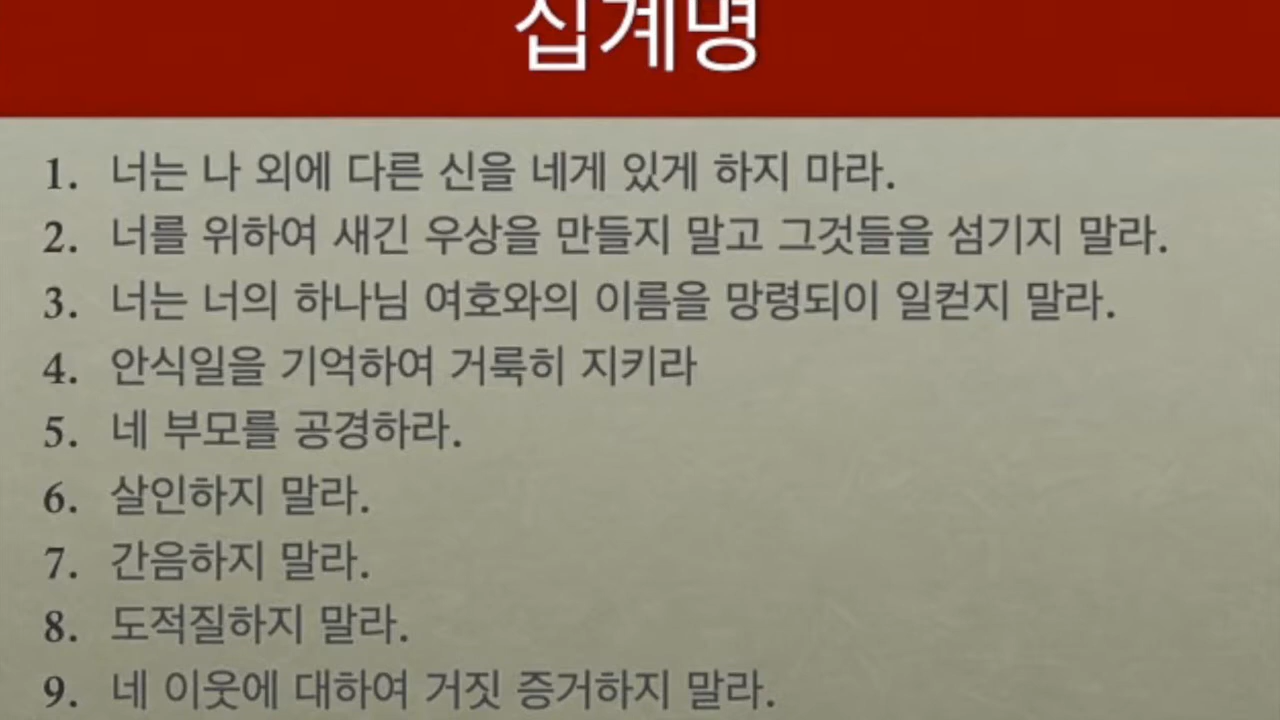 십계명
1. 너는 나 외에 다른 신을 네게 있게 하지 마라.
2. 너를 위하여 새긴 우상을 만들지 말고 그것들을 섬기지 말라.
3. 너는 너의 하나님 여호와의 이름을 망령되이 일컫지 말라.
4. 안식일을 기억하여 거룩히 지키라
5. 네 부모를 공경하라.
6. 살인하지 말라.
7. 간음하지 말라.
8. 도적질하지 말라.
9. 네 이웃에 대하여 거짓 증거하지 말라.